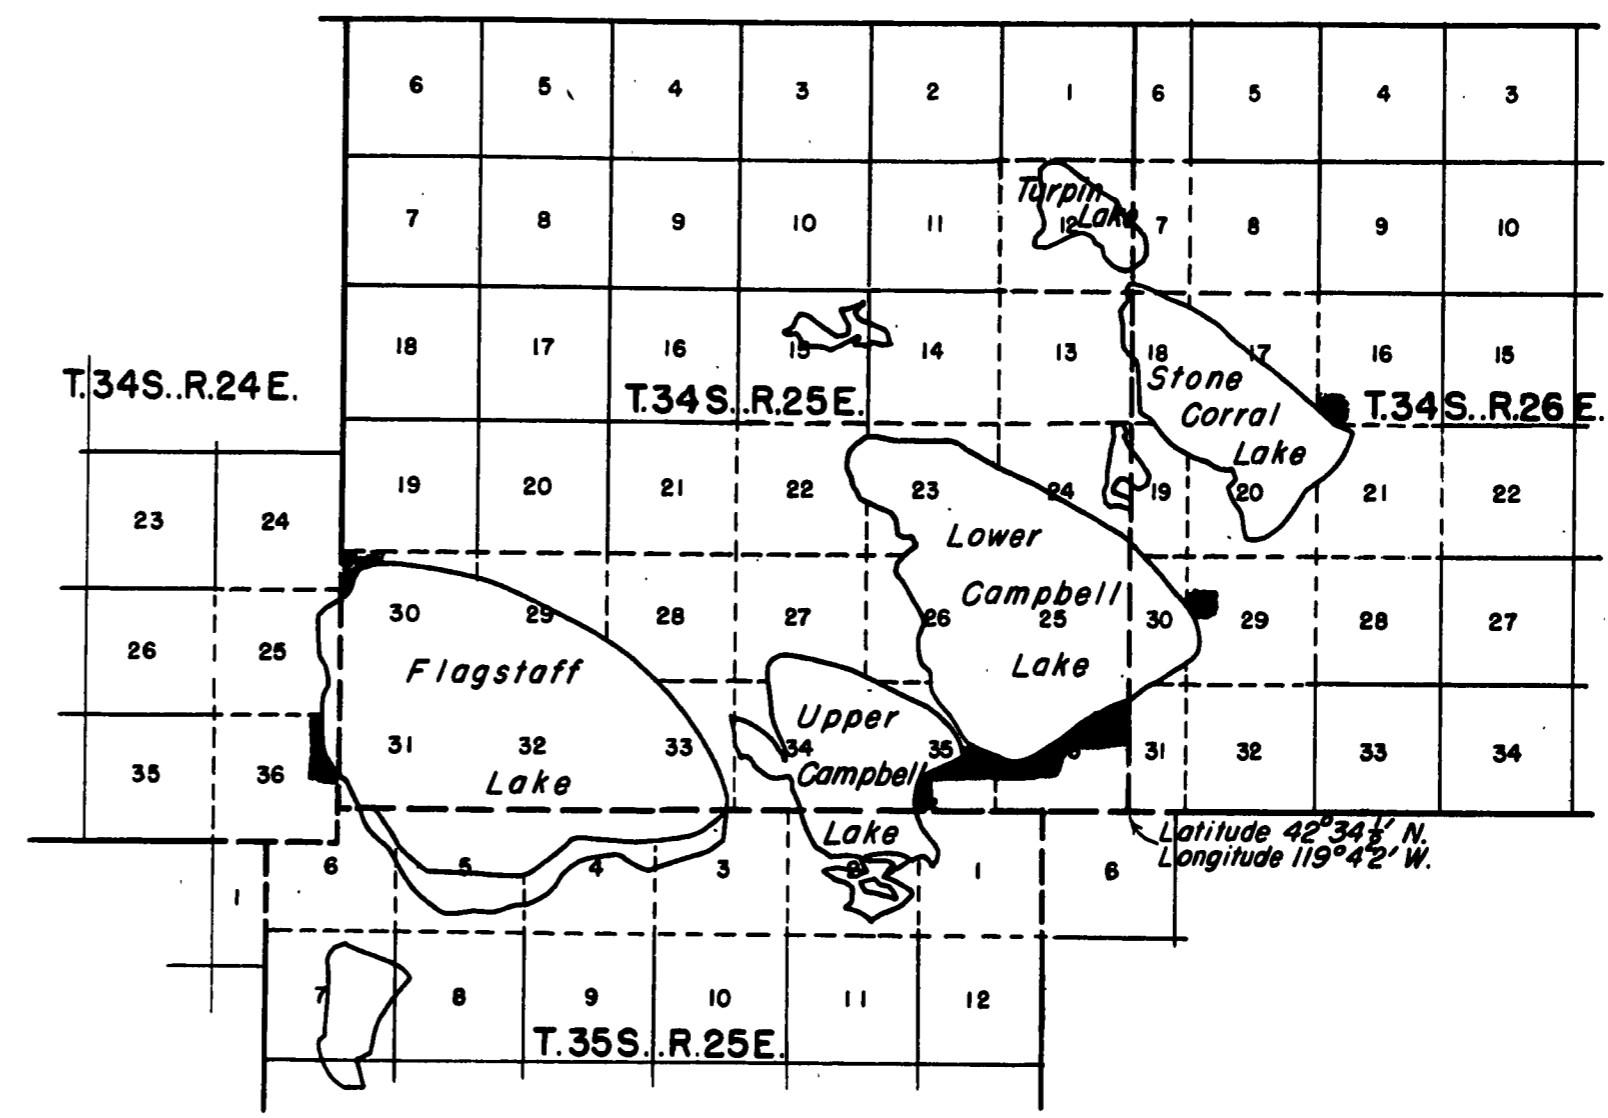 6 5 4 3 2 1 6 5 4 3
Turpin
Lake
7 8 9 10 11 12 7 8 9 10
18 17 16 15 14 13 18 17 16 15
T.34S..R.24E.
T.34S..R.25E.
T.34S..R.26E.
Stone
Corral
Lake
19 20 21 22 23 24 19 20 21 22
23 24
Lower
Campbell
Lake
30 29 28 27 26 25 30 29 28 27
26 25
Flagstaff
Lake
Upper
Campbell
Lake
31 32 33 34 35 31 32 33 34
35 36
Latitude 42°34½' N.
Longitude 119°42' W.
6 5 4 3 2 1 6
1
7 8 9 10 11 12
T.35S..R.25E.